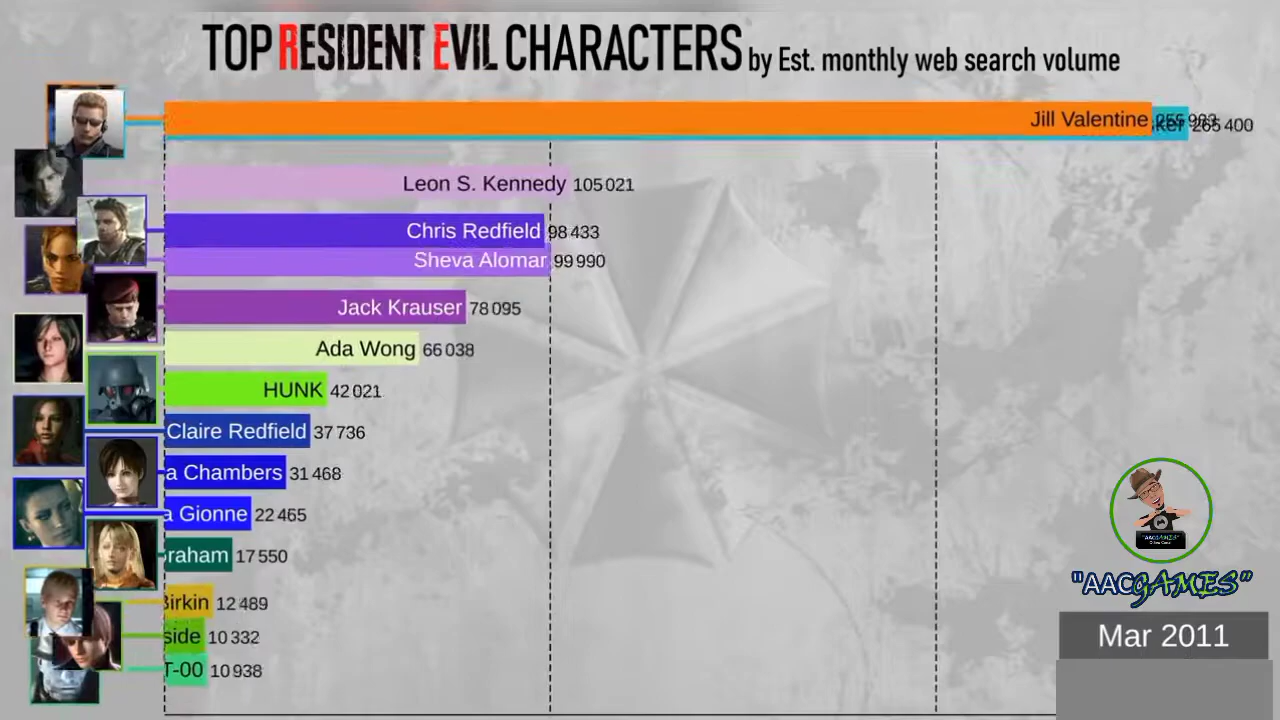 TOP RESIDENT EVIL CHARACTERS by Est. monthly web search volume
Jill Valentine
ker 265 400
Leon S. Kennedy 105 021
Chris Redfield 98 433
Sheva Alomar 99 990
Jack Krauser 78 095
Ada Wong 66 038
HUNK 42 021
Claire Redfield 37 736
a Chambers 31 468
a Gionne 22 465
raham 17 550
Birkin 12 489
side 10 332
T-00 10 938
"AACGAMES"
Mar 2011